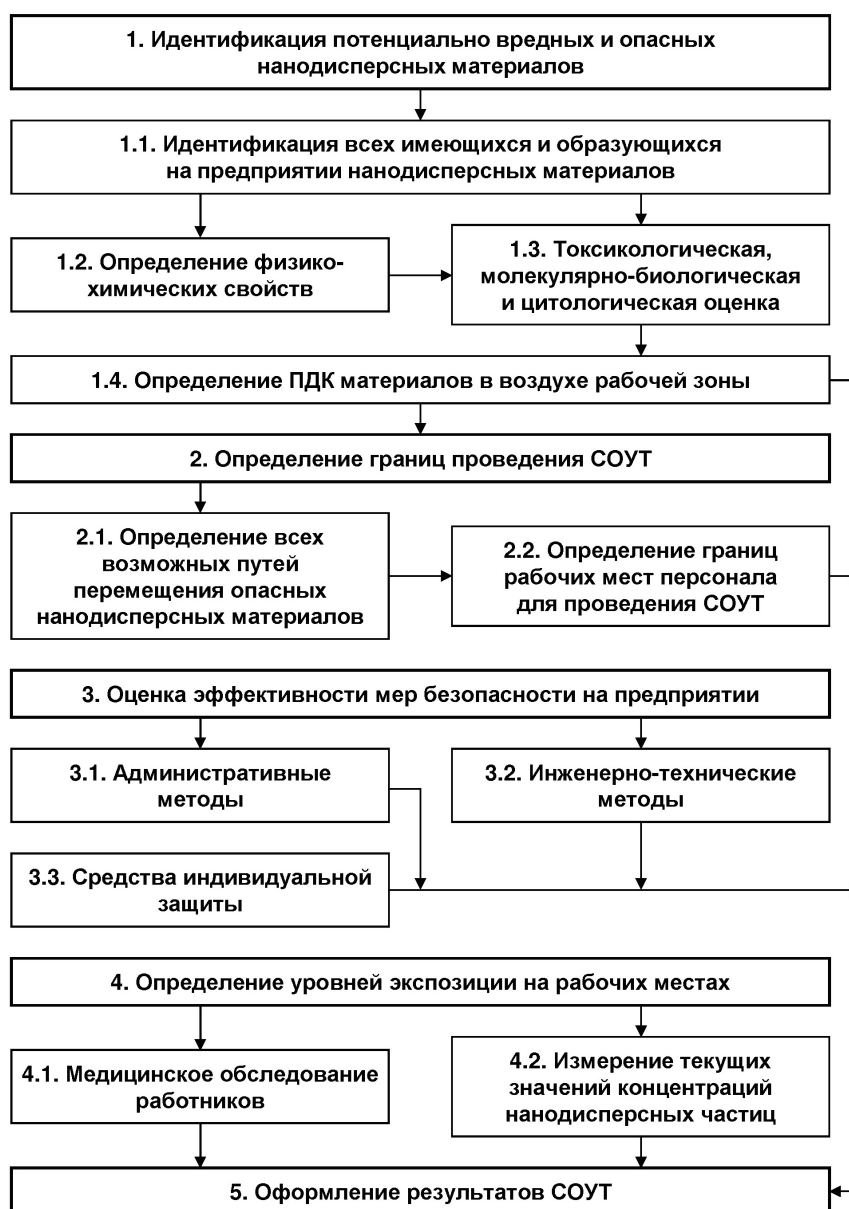 1. Идентификация потенциально вредных и опасных
нанодисперсных материалов
1.1. Идентификация всех имеющихся и образующихся
на предприятии нанодисперсных материалов
1.2. Определение физико-
химических свойств
1.3. Токсикологическая,
молекулярно-биологическая
и цитологическая оценка
1.4. Определение ПДК материалов в воздухе рабочей зоны
2. Определение границ проведения СОУТ
2.1. Определение всех
возможных путей
перемещения опасных
нанодисперсных материалов
2.2. Определение границ
рабочих мест персонала
для проведения СОУТ
3. Оценка эффективности мер безопасности на предприятии
3.1. Административные
методы
3.2. Инженерно-технические
методы
3.3. Средства индивидуальной
защиты
4. Определение уровней экспозиции на рабочих местах
4.1. Медицинское обследование
работников
4.2. Измерение текущих
значений концентраций
нанодисперсных частиц
5. Оформление результатов СОУТ